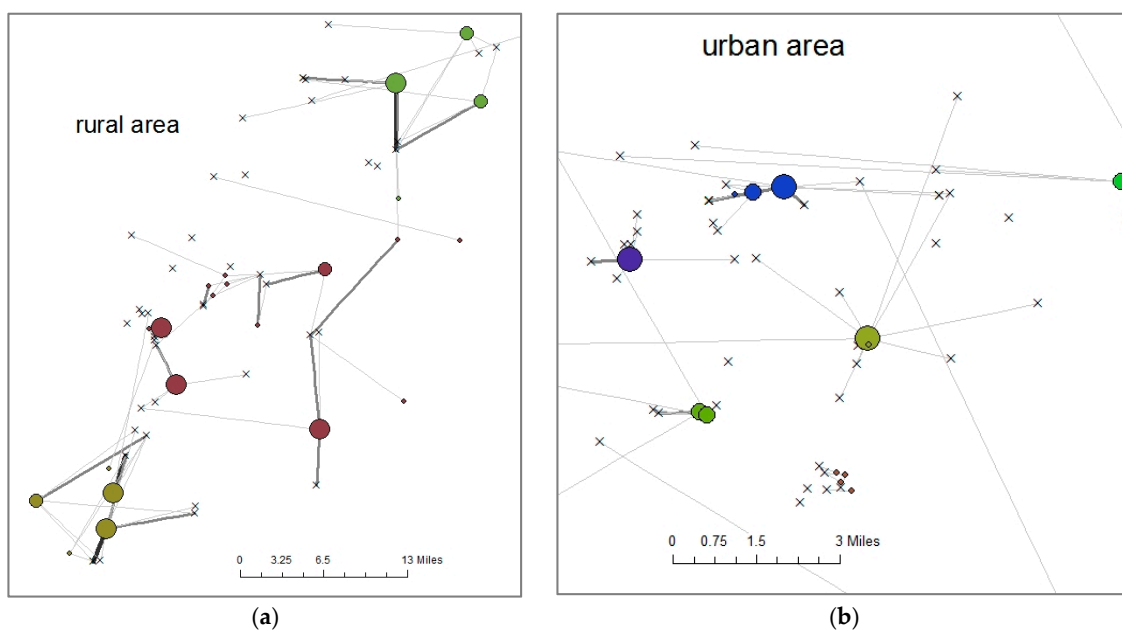 rural area
0 3.25 6.5 13 Miles
(a)
urban area
0 0.75 1.5 3 Miles
(b)